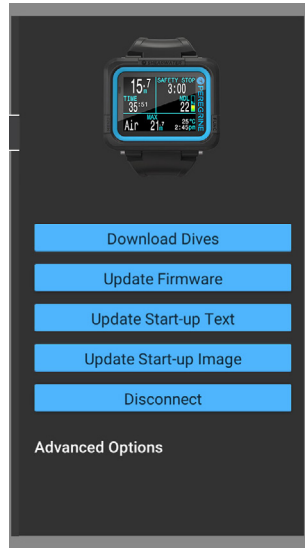 15.7
m
SAFETY STOP
3:00
TIME
35:51
NDL
22
MAX
Air
21.7
m
25°C
2:45pm
PEREGRINE
Download Dives
Update Firmware
Update Start-up Text
Update Start-up Image
Disconnect
Advanced Options